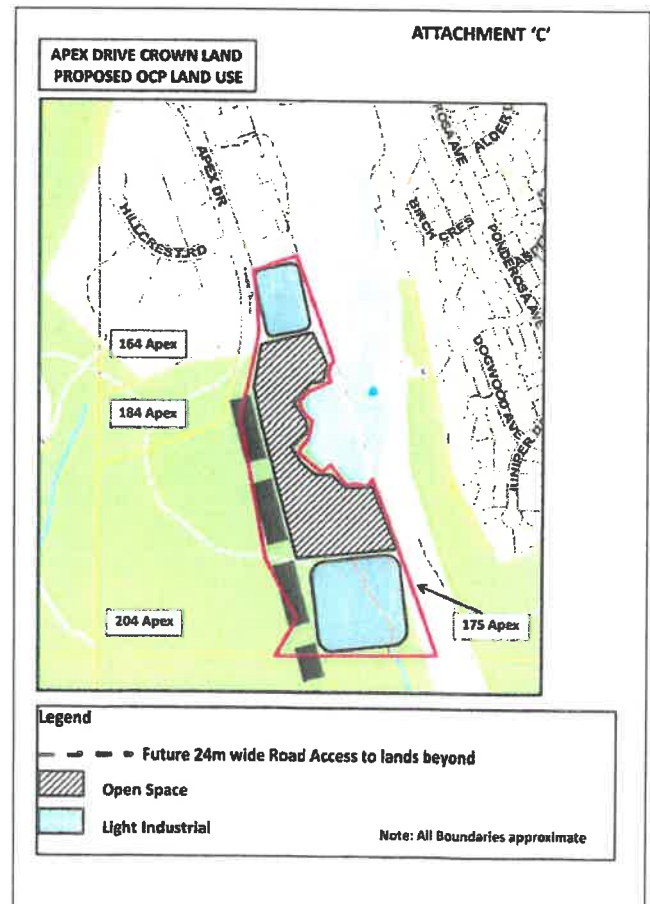 ATTACHMENT 'C'
APEX DRIVE CROWN LAND
PROPOSED OCP LAND USE
APEX DR
HILLCREST RD
ROSA AVE
ALDER
BIRCH CRES
PONDEROSA AVE
DOGWOOD AVE
JUNIPER D
164 Apex
184 Apex
204 Apex
175 Apex
Legend
Future 24m wide Road Access to lands beyond
Open Space
Light Industrial
Note: All Boundaries approximate